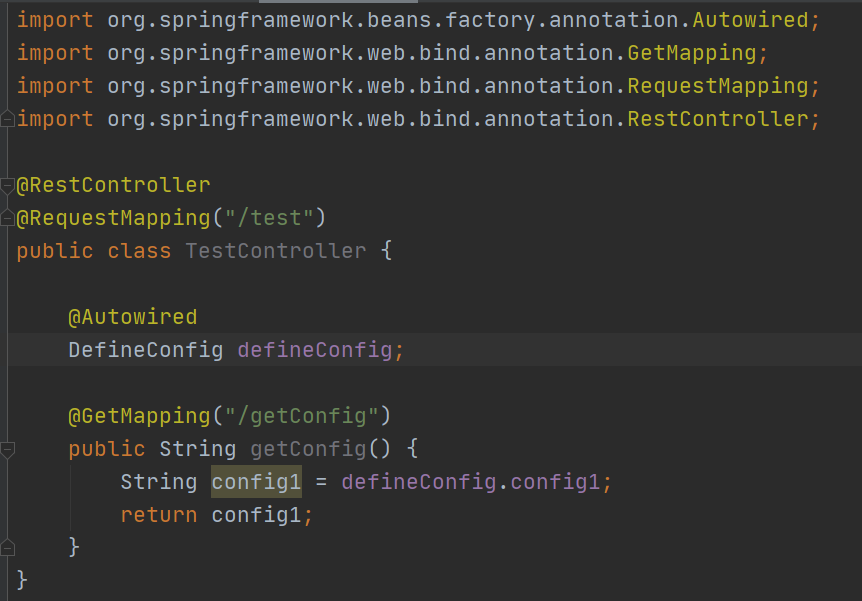 import org.springframework.beans.factory.annotation.Autowired;
import org.springframework.web.bind.annotation.GetMapping;
import org.springframework.web.bind.annotation.RequestMapping;
import org.springframework.web.bind.annotation.RestController;
@RestController
@RequestMapping("/test")
public class TestController {
@Autowired
DefineConfig defineConfig;
@GetMapping("/getConfig")
public String getConfig() {
String config1 = defineConfig.config1;
return config1;
}
}